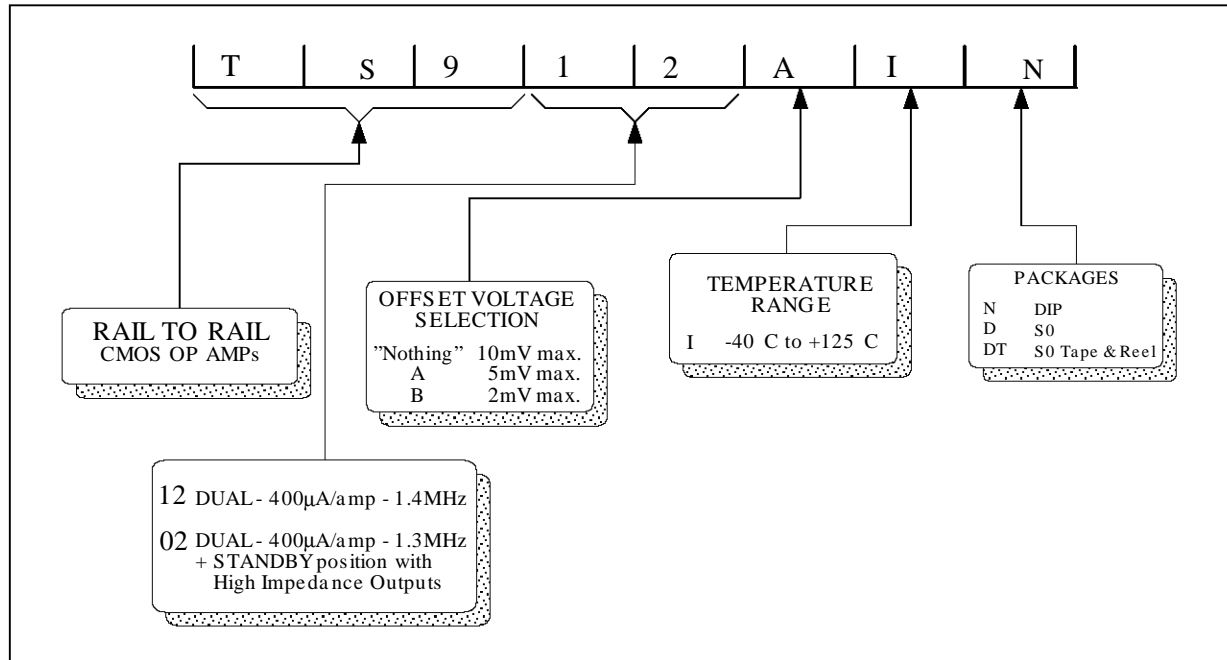 T S 9 1 2 A I N
RAIL TO RAIL
CMOS OP AMPs
OFFSET VOLTAGE
SELECTION
”Nothing” 10mV max.
A 5mV max.
B 2mV max.
TEMPERATURE
RANGE
I -40 C to +125 C
PACKAGES
N DIP
D S0
DT S0 Tape & Reel
12 DUAL - 400µA/amp - 1.4MHz
02 DUAL - 400µA/amp - 1.3MHz
+ STANDBY position with
High Impedance Outputs